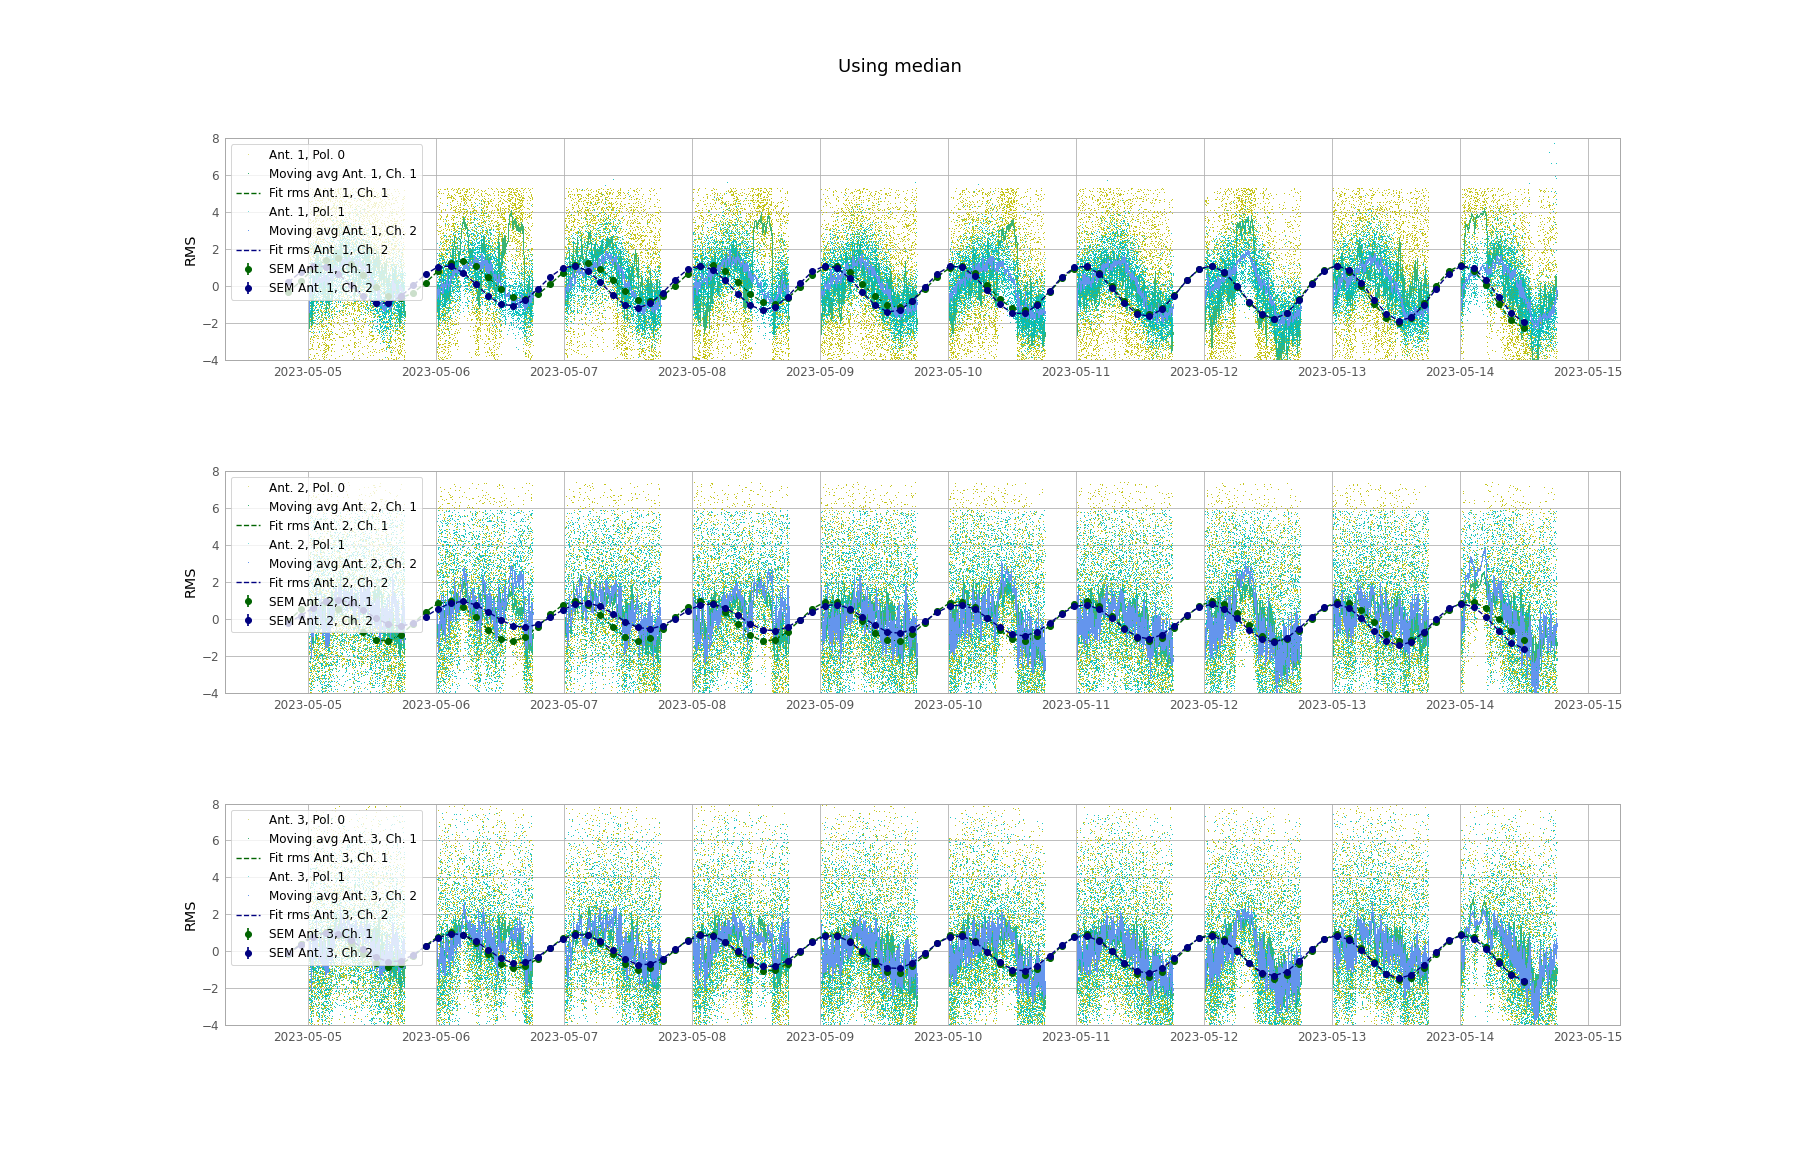 Using median
8
6
4
2
0
−2
−4
RMS
Ant. 1, Pol. 0
Moving avg Ant. 1, Ch. 1
Fit rms Ant. 1, Ch. 1
Ant. 1, Pol. 1
Moving avg Ant. 1, Ch. 2
Fit rms Ant. 1, Ch. 2
SEM Ant. 1, Ch. 1
SEM Ant. 1, Ch. 2
2023-05-05 2023-05-06 2023-05-07 2023-05-08 2023-05-09 2023-05-10 2023-05-11 2023-05-12 2023-05-13 2023-05-14 2023-05-15
8
6
4
2
0
−2
−4
RMS
Ant. 2, Pol. 0
Moving avg Ant. 2, Ch. 1
Fit rms Ant. 2, Ch. 1
Ant. 2, Pol. 1
Moving avg Ant. 2, Ch. 2
Fit rms Ant. 2, Ch. 2
SEM Ant. 2, Ch. 1
SEM Ant. 2, Ch. 2
2023-05-05 2023-05-06 2023-05-07 2023-05-08 2023-05-09 2023-05-10 2023-05-11 2023-05-12 2023-05-13 2023-05-14 2023-05-15
8
6
4
2
0
−2
−4
RMS
Ant. 3, Pol. 0
Moving avg Ant. 3, Ch. 1
Fit rms Ant. 3, Ch. 1
Ant. 3, Pol. 1
Moving avg Ant. 3, Ch. 2
Fit rms Ant. 3, Ch. 2
SEM Ant. 3, Ch. 1
SEM Ant. 3, Ch. 2
2023-05-05 2023-05-06 2023-05-07 2023-05-08 2023-05-09 2023-05-10 2023-05-11 2023-05-12 2023-05-13 2023-05-14 2023-05-15